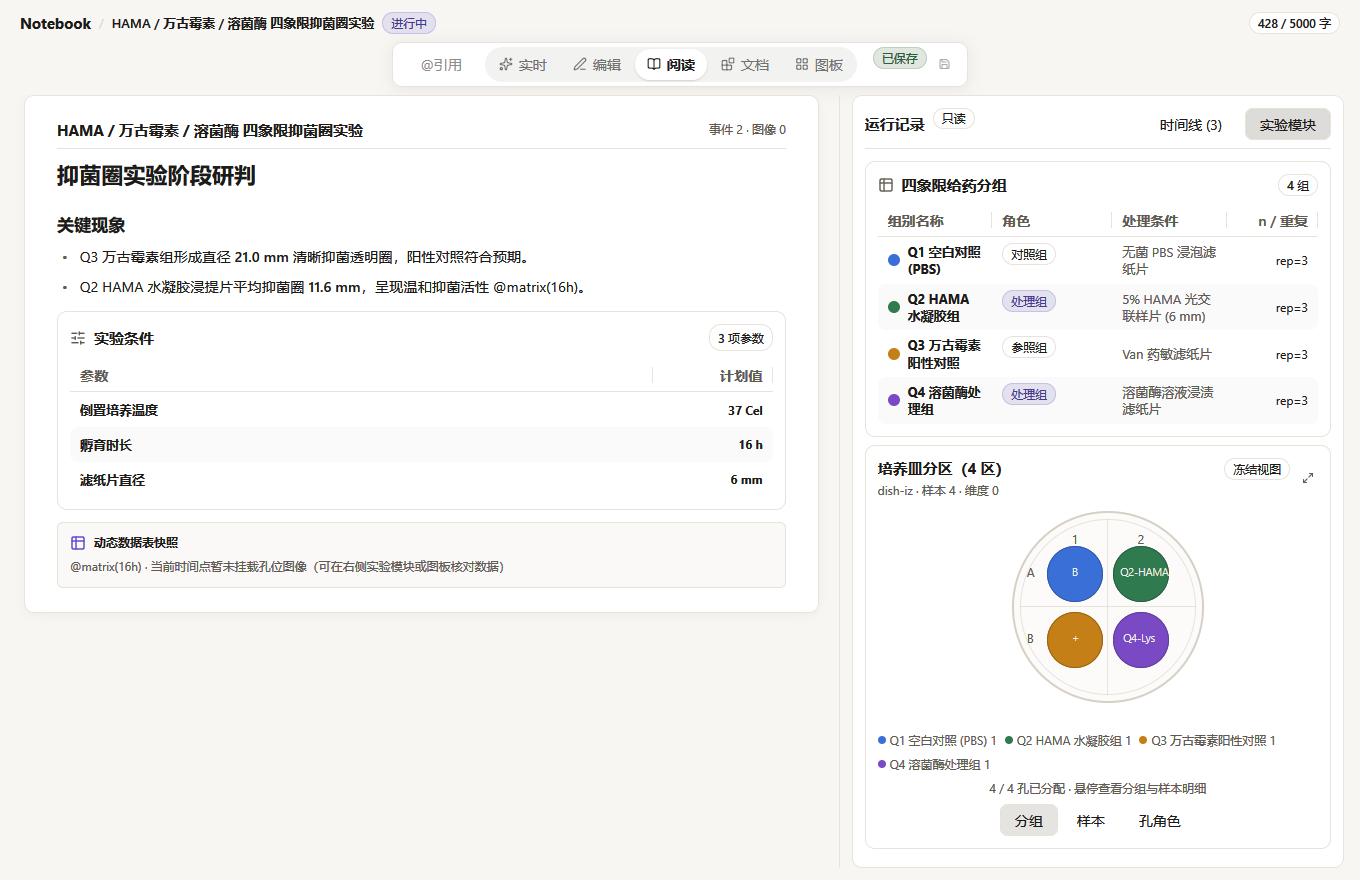 Notebook / HAMA / 万古霉素 / 溶菌酶 四象限抑菌圈实验 进行中
428 / 5000 字
@引用 实时 编辑 阅读 文档 图板 已保存
HAMA / 万古霉素 / 溶菌酶 四象限抑菌圈实验
事件 2 · 图像 0
抑菌圈实验阶段研判
关键现象
• Q3 万古霉素组形成直径 21.0 mm 清晰抑菌透明圈，阳性对照符合预期。
• Q2 HAMA 水凝胶浸提片平均抑菌圈 11.6 mm，呈现温和抑菌活性 @matrix(16h)。
实验条件
3 项参数
参数 计划值
倒置培养温度 37 Cel
孵育时长 16 h
滤纸片直径 6 mm
动态数据表快照
@matrix(16h) · 当前时间点暂未挂载孔位图像（可在右侧实验模块或图板核对数据）
运行记录 只读
时间线 (3)
实验模块
四象限给药分组
4 组
组别名称 角色 处理条件 n / 重复
Q1 空白对照
(PBS)
对照组
无菌 PBS 浸泡滤
纸片
rep=3
Q2 HAMA
水凝胶组
处理组
5% HAMA 光交
联样片 (6 mm)
rep=3
Q3 万古霉素
阳性对照
参照组
Van 药敏滤纸片
rep=3
Q4 溶菌酶处
理组
处理组
溶菌酶溶液浸渍
滤纸片
rep=3
培养皿分区（4 区）
冻结视图
dish-iz · 样本 4 · 维度 0
1 2
A B Q2-HAMA
B + Q4-Lys
Q1 空白对照 (PBS) 1 Q2 HAMA 水凝胶组 1 Q3 万古霉素阳性对照 1
Q4 溶菌酶处理组 1
4 / 4 孔已分配 · 悬停查看分组与样本明细
分组 样本 孔角色